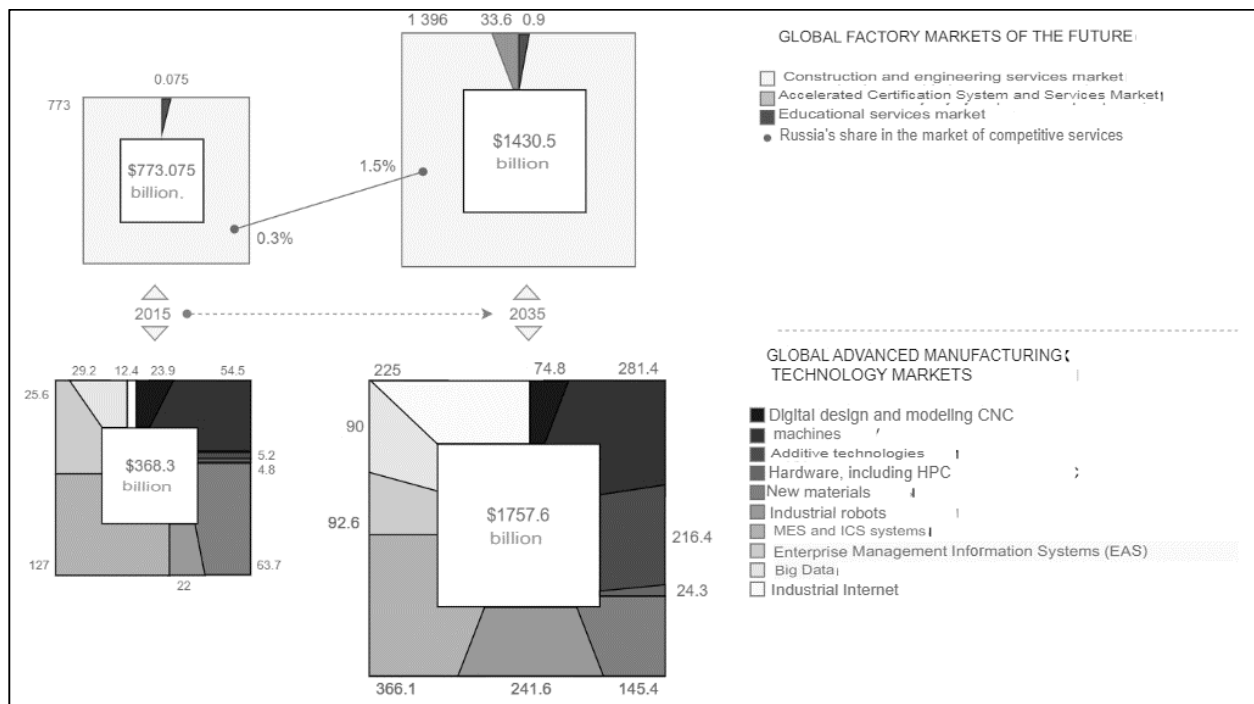 1 396 33.6 0.9
0.075
773
$773.075
billion.
$1430.5
billion
1.5%
0.3%
2015
2035
GLOBAL FACTORY MARKETS OF THE FUTURE
Construction and engineering services market
Accelerated Certification System and Services Market
Educational services market
Russia's share in the market of competitive services
29.2 12.4 23.9 54.5
25.6
5.2
4.8
$368.3
billion
127
22
63.7
225 74.8 281.4
90
92.6
$1757.6
billion
216.4
24.3
366.1 241.6 145.4
GLOBAL ADVANCED MANUFACTURING
TECHNOLOGY MARKETS
Digital design and modeling CNC
machines
Additive technologies
Hardware, including HPC
New materials
Industrial robots
MES and ICS systems
Enterprise Management Information Systems (EAS)
Big Data
Industrial Internet